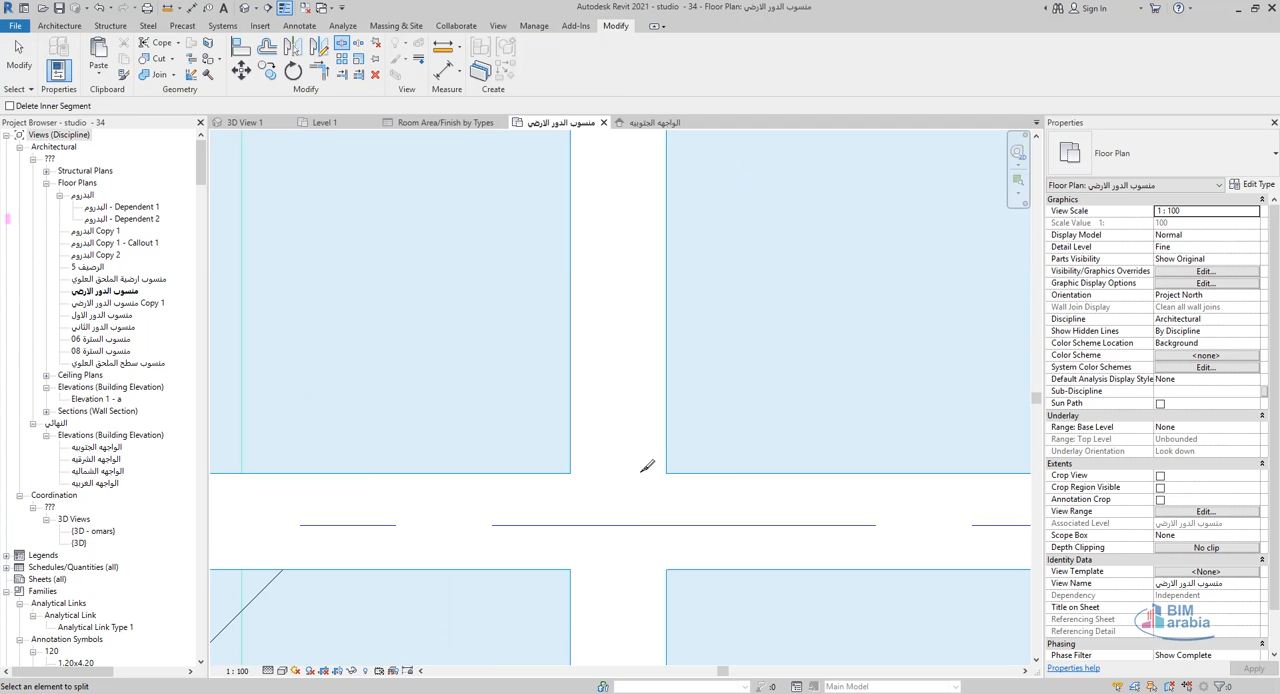 Autodesk Revit 2021 - studio - 34 - Floor Plan: منسوب الدور الارضي
Sign In
File
Architecture
Structure
Steel
Precast
Systems
Insert
Annotate
Analyze
Massing & Site
Collaborate
View
Manage
Add-Ins
Modify
Modify
Paste
Cope
Cut
Join
Select
Properties
Clipboard
Geometry
Modify
View
Measure
Create
Delete Inner Segment
Project Browser - studio - 34
3D View 1
Level 1
Room Area/Finish by Types
منسوب الدور الارضي
الواجهه الجنوبيه
Properties
Views (Discipline)
Architectural
???
Structural Plans
Floor Plans
البدروم
البدروم - Dependent 1
البدروم - Dependent 2
البدروم Copy 1
البدروم Copy 1 - Callout 1
البدروم Copy 2
الرصيف 5
منسوب ارضية الملحق العلوي
منسوب الدور الارضي
منسوب الدور الارضي Copy 1
منسوب الدور الاول
منسوب الدور الثاني
منسوب السترة 06
منسوب السترة 08
منسوب سطح الملحق العلوي
Ceiling Plans
Elevations (Building Elevation)
Elevation 1 - a
Sections (Wall Section)
النهائي
Elevations (Building Elevation)
الواجهه الجنوبيه
الواجهه الشرقيه
الواجهه الشماليه
الواجهه الغربيه
Coordination
???
3D Views
{3D - omars}
{3D}
Legends
Schedules/Quantities (all)
Sheets (all)
Families
Analytical Links
Analytical Link
Analytical Link Type 1
Annotation Symbols
120
1.20x4.20
Floor Plan
Floor Plan: منسوب الدور الارضي
Edit Type
Graphics
View Scale 1 : 100
Scale Value 1: 100
Display Model Normal
Detail Level Fine
Parts Visibility Show Original
Visibility/Graphics Overrides Edit...
Graphic Display Options Edit...
Orientation Project North
Wall Join Display Clean all wall joins
Discipline Architectural
Show Hidden Lines By Discipline
Color Scheme Location Background
Color Scheme <none>
System Color Schemes Edit...
Default Analysis Display Style None
Sub-Discipline
Sun Path
Underlay
Range: Base Level None
Range: Top Level Unbounded
Underlay Orientation Look down
Extents
Crop View
Crop Region Visible
Annotation Crop
View Range Edit...
Associated Level منسوب الدور الارضي
Scope Box None
Depth Clipping No clip
Identity Data
View Template <None>
View Name منسوب الدور الارضي
Dependency Independent
Title on Sheet
Referencing Sheet
Referencing Detail
Phasing
Phase Filter Show Complete
BIM
arabia
Properties help
Apply
1 : 100
Select an element to split
:0
Main Model
:0